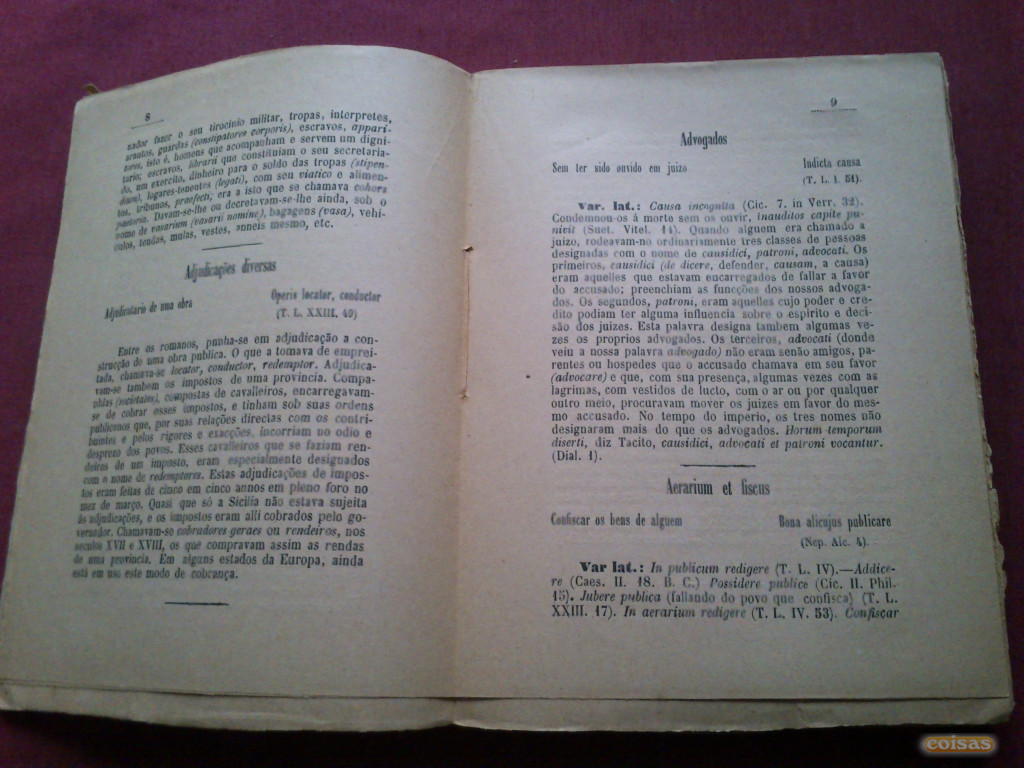 8
nador fazer o seu tirocinio militar, tropas, interpretes,
arautos, guardas (constipatores corporis), escravos, appari-
tores, isto é, homens que acompanham e servem um digni-
tario; escravos, librarii que constituiam o seu secretaria-
do, um exercito, dinheiro para o soldo das tropas (stipen-
dium), logares-tenentes (legati), com seu viatico e alimen-
tos, tribunos, praefecti; era a isto que se chamava cohors
praetoria. Davam-se-lhe ou decretavam-se-lhe ainda, sob o
nome de vasarium (vasarii nomine), bagagens (vasa), vehi-
culos, tendas, mulas, vestes, anneis mesmo, etc.
Adjudicações diversas
Adjudicatario de uma obra
Operis locator, conductor
(T. L. XXIII, 49)
Entre os romanos, punha-se em adjudicação a con-
strucção de uma obra publica. O que a tomava de emprei-
tada, chamava-se locator, conductor, redemptor. Adjudica-
vam-se tambem os impostos de uma provincia. Compa-
nhias (societates), compostas de cavalleiros, encarregavam-
se de cobrar esses impostos, e tinham sob suas ordens
publicanos que, por suas relações directas com os contri-
buintes e pelos rigores e exacções, incorriam no odio e
desprezo dos povos. Esses cavalleiros que se faziam ren-
deiros de um imposto, eram especialmente designados
com o nome de redemptores. Estas adjudicações de impos-
tos eram feitas de cinco em cinco annos em pleno foro no
mez de março. Quasi que só a Sicilia não estava sujeita
ás adjudicações, e os impostos eram alli cobrados pelo go-
vernador. Chamavam-se cobradores geraes ou rendeiros, nos
seculos XVII e XVIII, os que compravam assim as rendas
de uma provincia. Em alguns estados da Europa, ainda
está em uso este modo de cobrança.
9
Advogados
Sem ter sido ouvido em juizo
Indicta causa
(T. L. I. 51)
Var. lat.: Causa incognita (Cic. 7. in Verr. 32).
Condemnou-os á morte sem os ouvir, inauditos capite pu-
nivit (Suet. Vitel. 14). Quando alguem era chamado a
juizo, rodeavam-no ordinariamente tres classes de pessoas
designadas com o nome de causidici, patroni, advocati. Os
primeiros, causidici (de dicere, defender, causam, a causa)
eram aquelles que estavam encarregados de fallar a favor
do accusado; preenchiam as funcções dos nossos advoga-
dos. Os segundos, patroni, eram aquelles cujo poder e cre-
dito podiam ter alguma influencia sobre o espirito e deci-
são dos juizes. Esta palavra designa tambem algumas ve-
zes os proprios advogados. Os terceiros, advocati (donde
veiu a nossa palavra advogado) não eram senão amigos, pa-
rentes ou hospedes que o accusado chamava em seu favor
(advocare) e que, com sua presença, algumas vezes com as
lagrimas, com vestidos de lucto, com o ar ou por qualquer
outro meio, procuravam mover os juizes em favor do mes-
mo accusado. No tempo do imperio, os tres nomes não
designaram mais do que os advogados. Horum temporum
diserti, diz Tacito, causidici, advocati et patroni vocantur.
(Dial. 1).
Aerarium et fiscus
Confiscar os bens de alguem
Bona alicujus publicare
(Nep. Alc. 4).
Var lat.: In publicum redigere (T. L. IV).—Addice-
re (Caes. II. 18. B. C.) Possidere publice (Cic. II. Phil.
15). Jubere publica (fallando do povo que confisca) (T. L.
XXIII. 17). In aerarium redigere (T. L. IV. 53). Confiscar
coisas